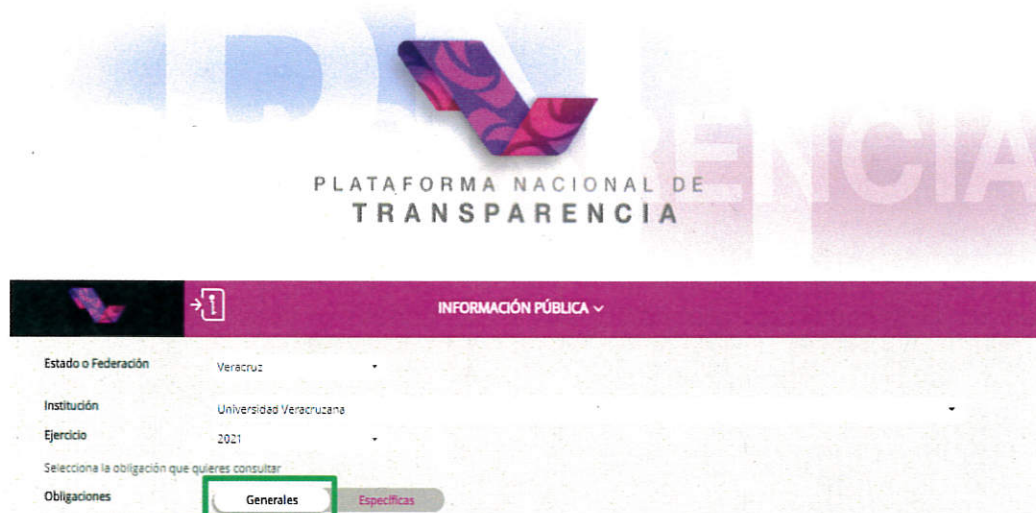 PLATAFORMA NACIONAL DE
TRANSPARENCIA
RENCIA
INFORMACIÓN PÚBLICA
Estado o Federación Veracruz
Institución Universidad Veracruzana
Ejercicio 2021
Selecciona la obligación que quieres consultar
Obligaciones Generales Específicas